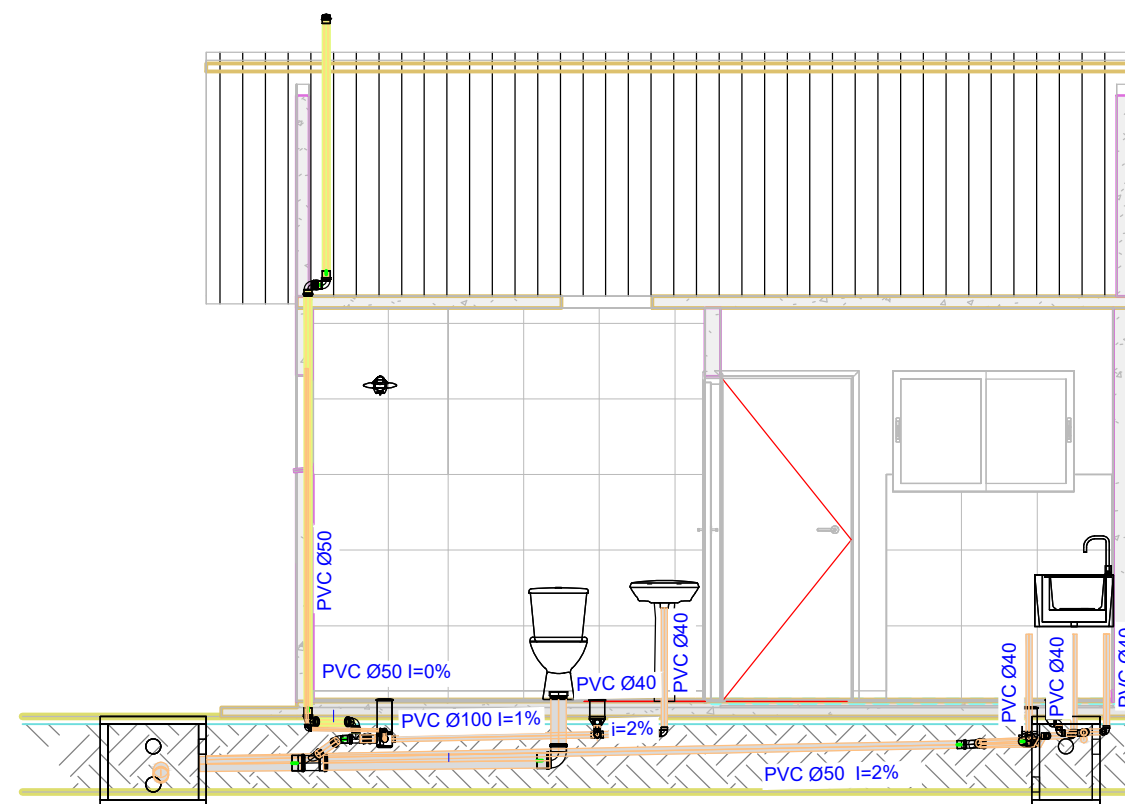 PVC Ø50
PVC Ø50 I=0%
PVC Ø40
PVC Ø40
PVC Ø100 I=1%
i=2%
PVC Ø50  I=2%
PVC Ø40
PVC Ø40
PVC Ø40